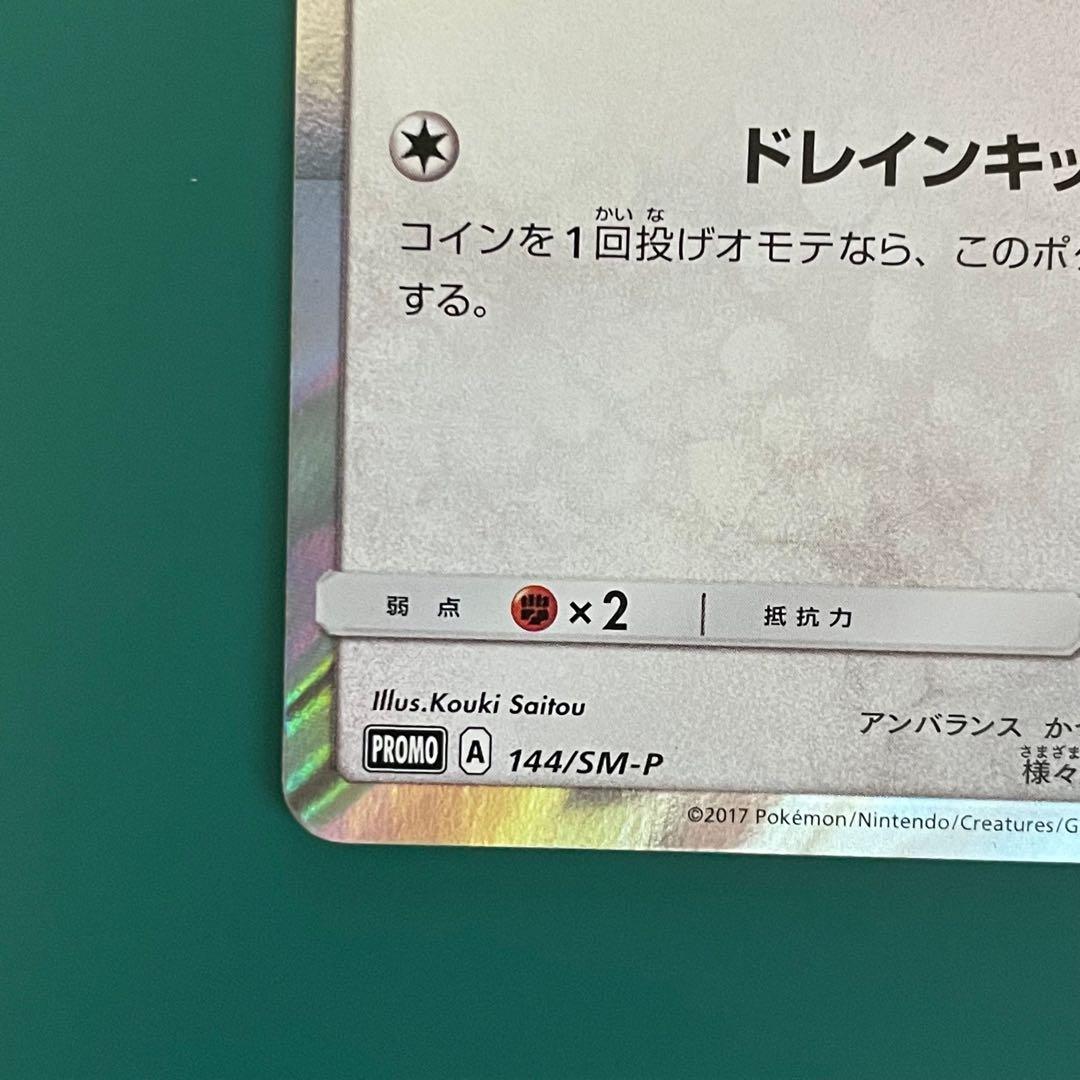 ドレインキッ
かい な
コインを1回投げオモテなら、このポケ
する。
弱点 ×2 抵抗力
Illus.Kouki Saitou
アンバランス か
PROMO A 144/SM-P
さまざま
様々
©2017 Pokémon/Nintendo/Creatures/G